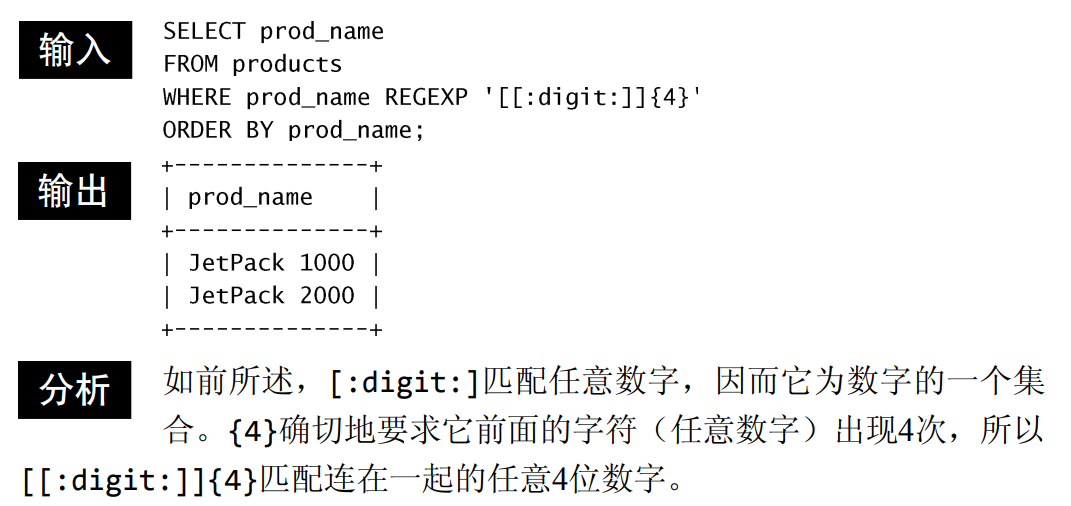 输入
SELECT prod_name
FROM products
WHERE prod_name REGEXP '[[:digit:]]{4}'
ORDER BY prod_name;
输出
+--------------+
| prod_name    |
+--------------+
| JetPack 1000 |
| JetPack 2000 |
+--------------+
分析
如前所述，[:digit:]匹配任意数字，因而它为数字的一个集
合。{4}确切地要求它前面的字符（任意数字）出现4次，所以
[[:digit:]]{4}匹配连在一起的任意4位数字。